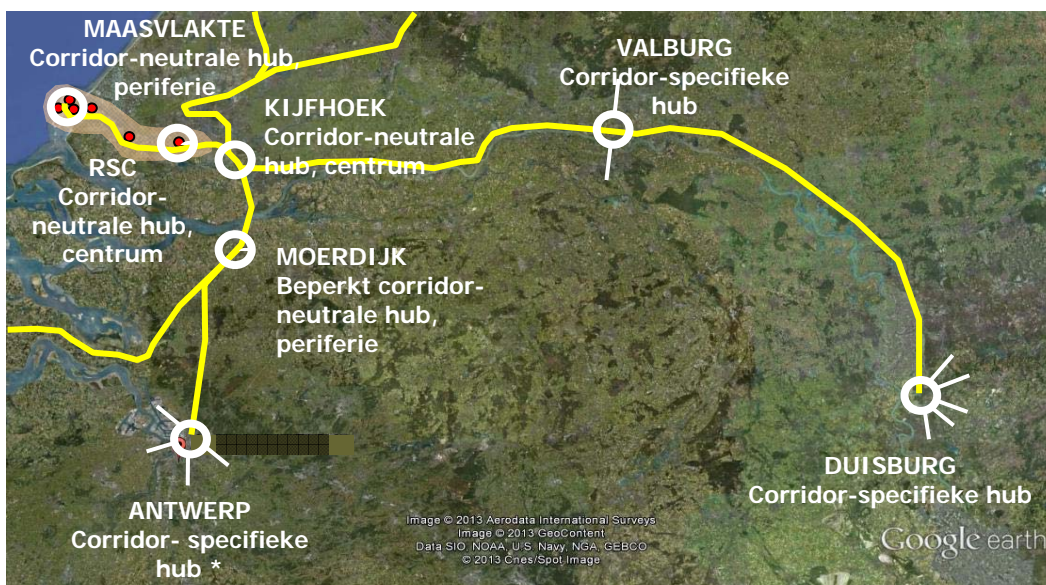 MAASVLAKTE
Corridor-neutrale hub,
periferie
VALBURG
Corridor-specifieke
hub
KIJFHOEK
Corridor-neutrale
hub, centrum
RSC
Corridor-
neutrale hub,
centrum
MOERDIJK
Beperkt corridor-
neutrale hub,
periferie
DUISBURG
Corridor-specifieke hub
ANTWERP
Corridor- specifieke
hub *
Image © 2013 Aerodata International Surveys
Image © 2013 GeoContent
Data SIO, NOAA, U.S. Navy, NGA, GEBCO
© 2013 Cnes/Spot Image
Google earth